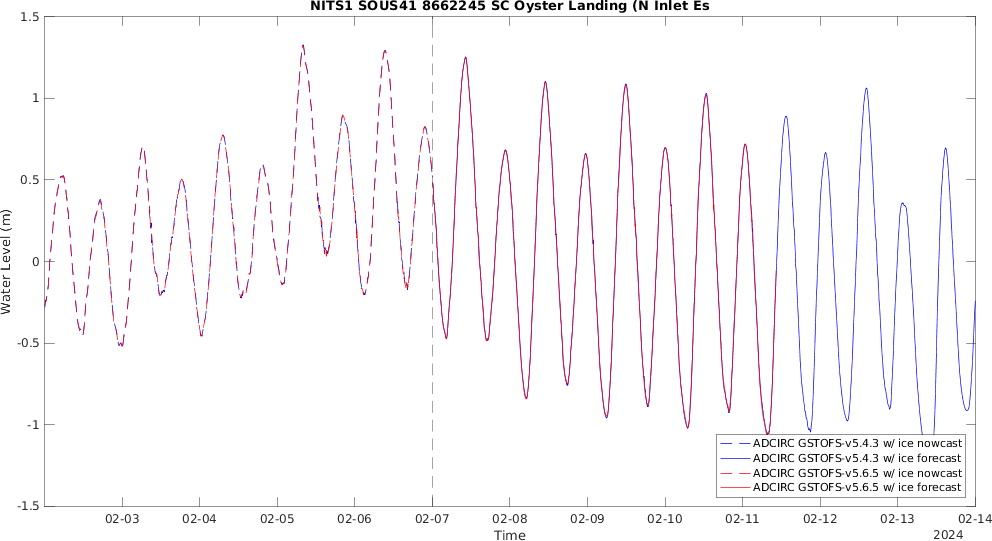 NITS1 SOUS41 8662245 SC Oyster Landing (N Inlet Es
1.5
1
0.5
0
-0.5
-1
-1.5
Water Level (m)
02-03 02-04 02-05 02-06 02-07 02-08 02-09 02-10 02-11 02-12 02-13 02-14
Time
2024
ADCIRC GSTOFS-v5.4.3 w/ ice nowcast
ADCIRC GSTOFS-v5.4.3 w/ ice forecast
ADCIRC GSTOFS-v5.6.5 w/ ice nowcast
ADCIRC GSTOFS-v5.6.5 w/ ice forecast